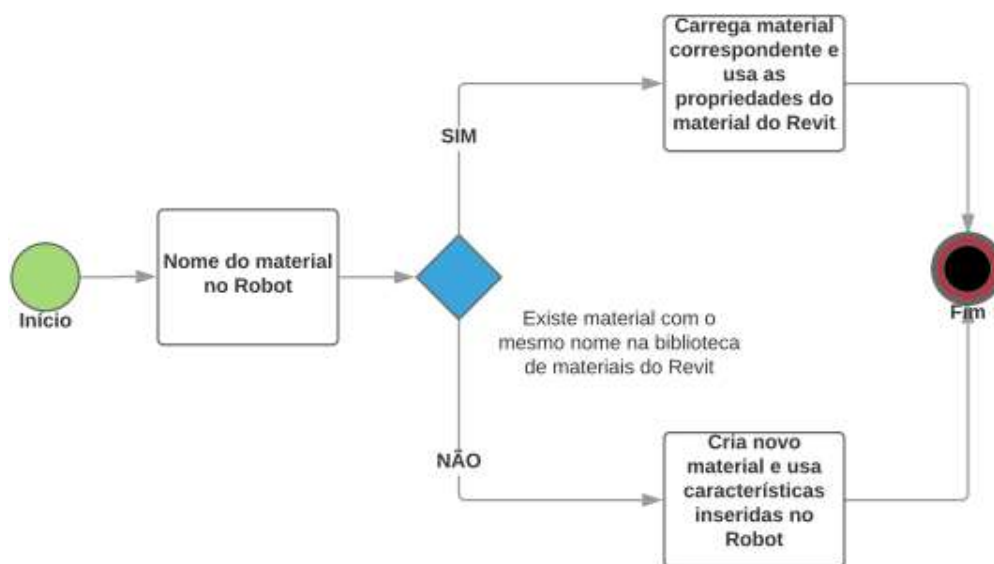 Início
Nome do material
no Robot
SIM
Carrega material
correspondente e
usa as
propriedades do
material do Revit
Existe material com o
mesmo nome na biblioteca
de materiais do Revit
NÃO
Cria novo
material e usa
características
inseridas no
Robot
Fim